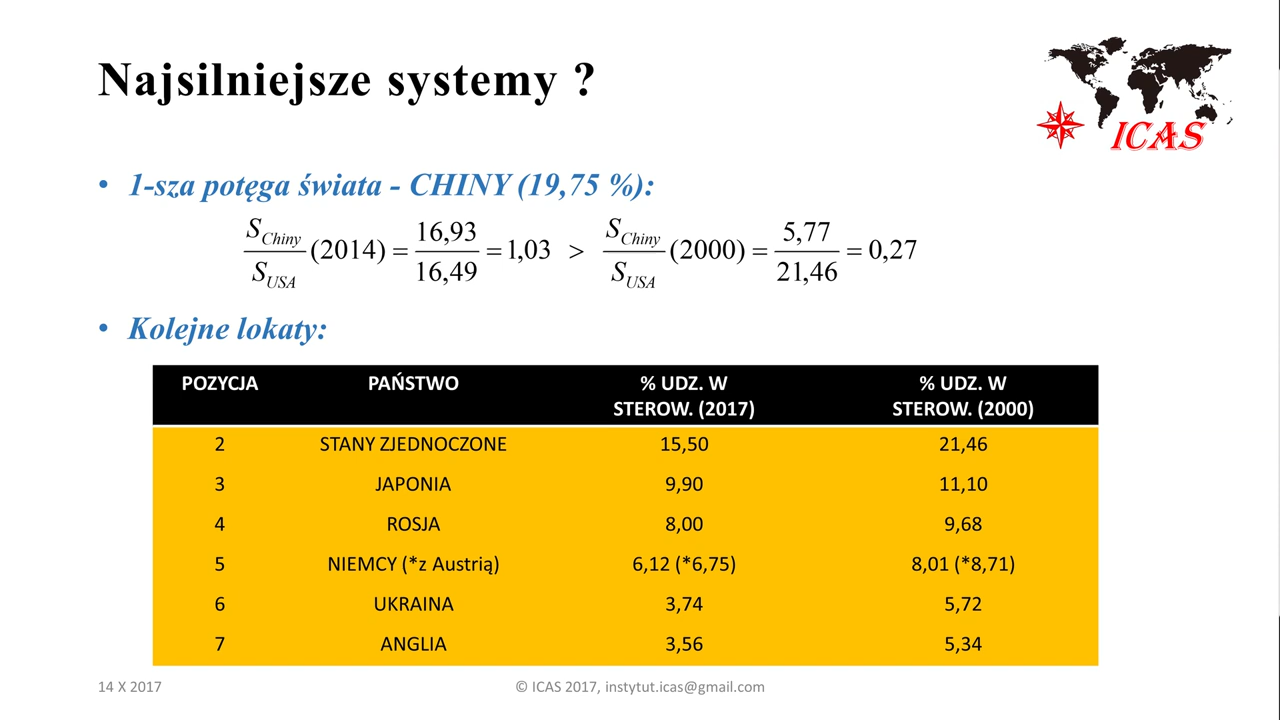 Najsilniejsze systemy ?
ICAS
• 1-sza potęga świata - CHINY (19,75 %):
S_Chiny / S_USA (2014) = 16,93 / 16,49 = 1,03 > S_Chiny / S_USA (2000) = 5,77 / 21,46 = 0,27
• Kolejne lokaty:
POZYCJA PAŃSTWO % UDZ. W STEROW. (2017) % UDZ. W STEROW. (2000)
2 STANY ZJEDNOCZONE 15,50 21,46
3 JAPONIA 9,90 11,10
4 ROSJA 8,00 9,68
5 NIEMCY (*z Austrią) 6,12 (*6,75) 8,01 (*8,71)
6 UKRAINA 3,74 5,72
7 ANGLIA 3,56 5,34
14 X 2017 © ICAS 2017, instytut.icas@gmail.com